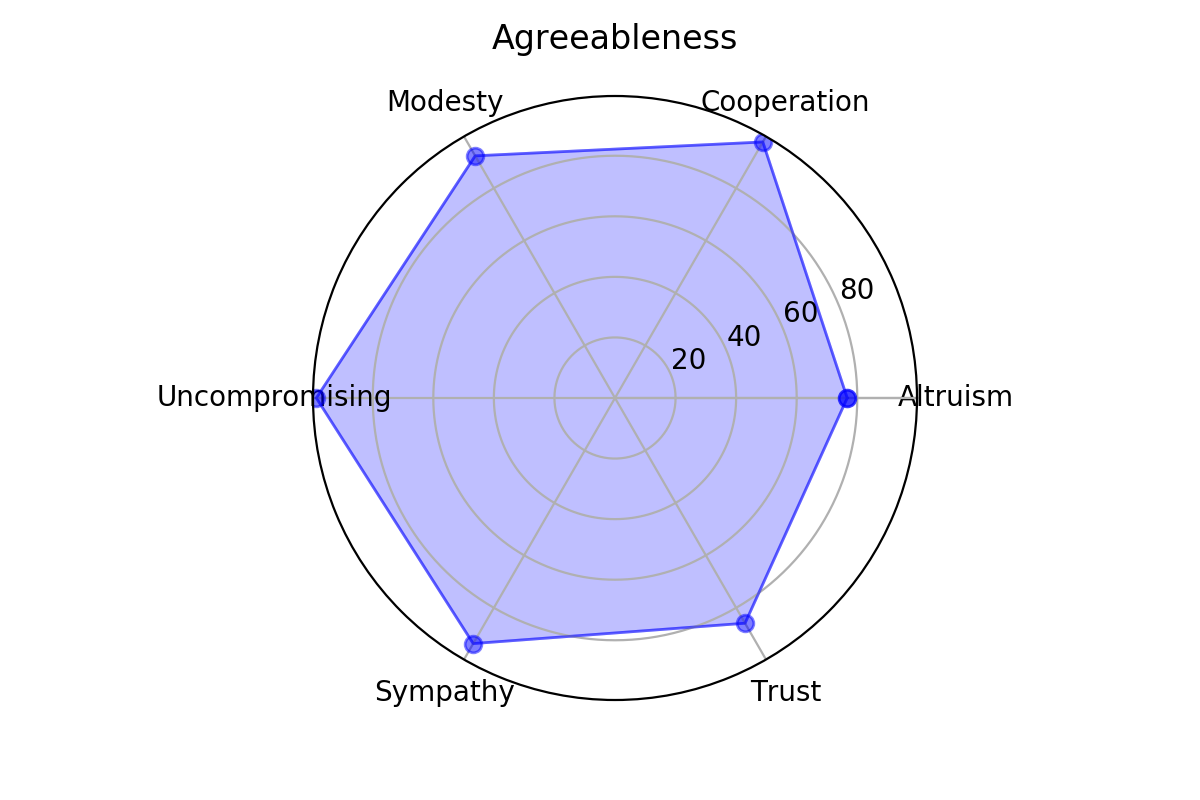 Agreeableness
Modesty
Cooperation
80
60
40
20
Uncompromising
Altruism
Sympathy
Trust